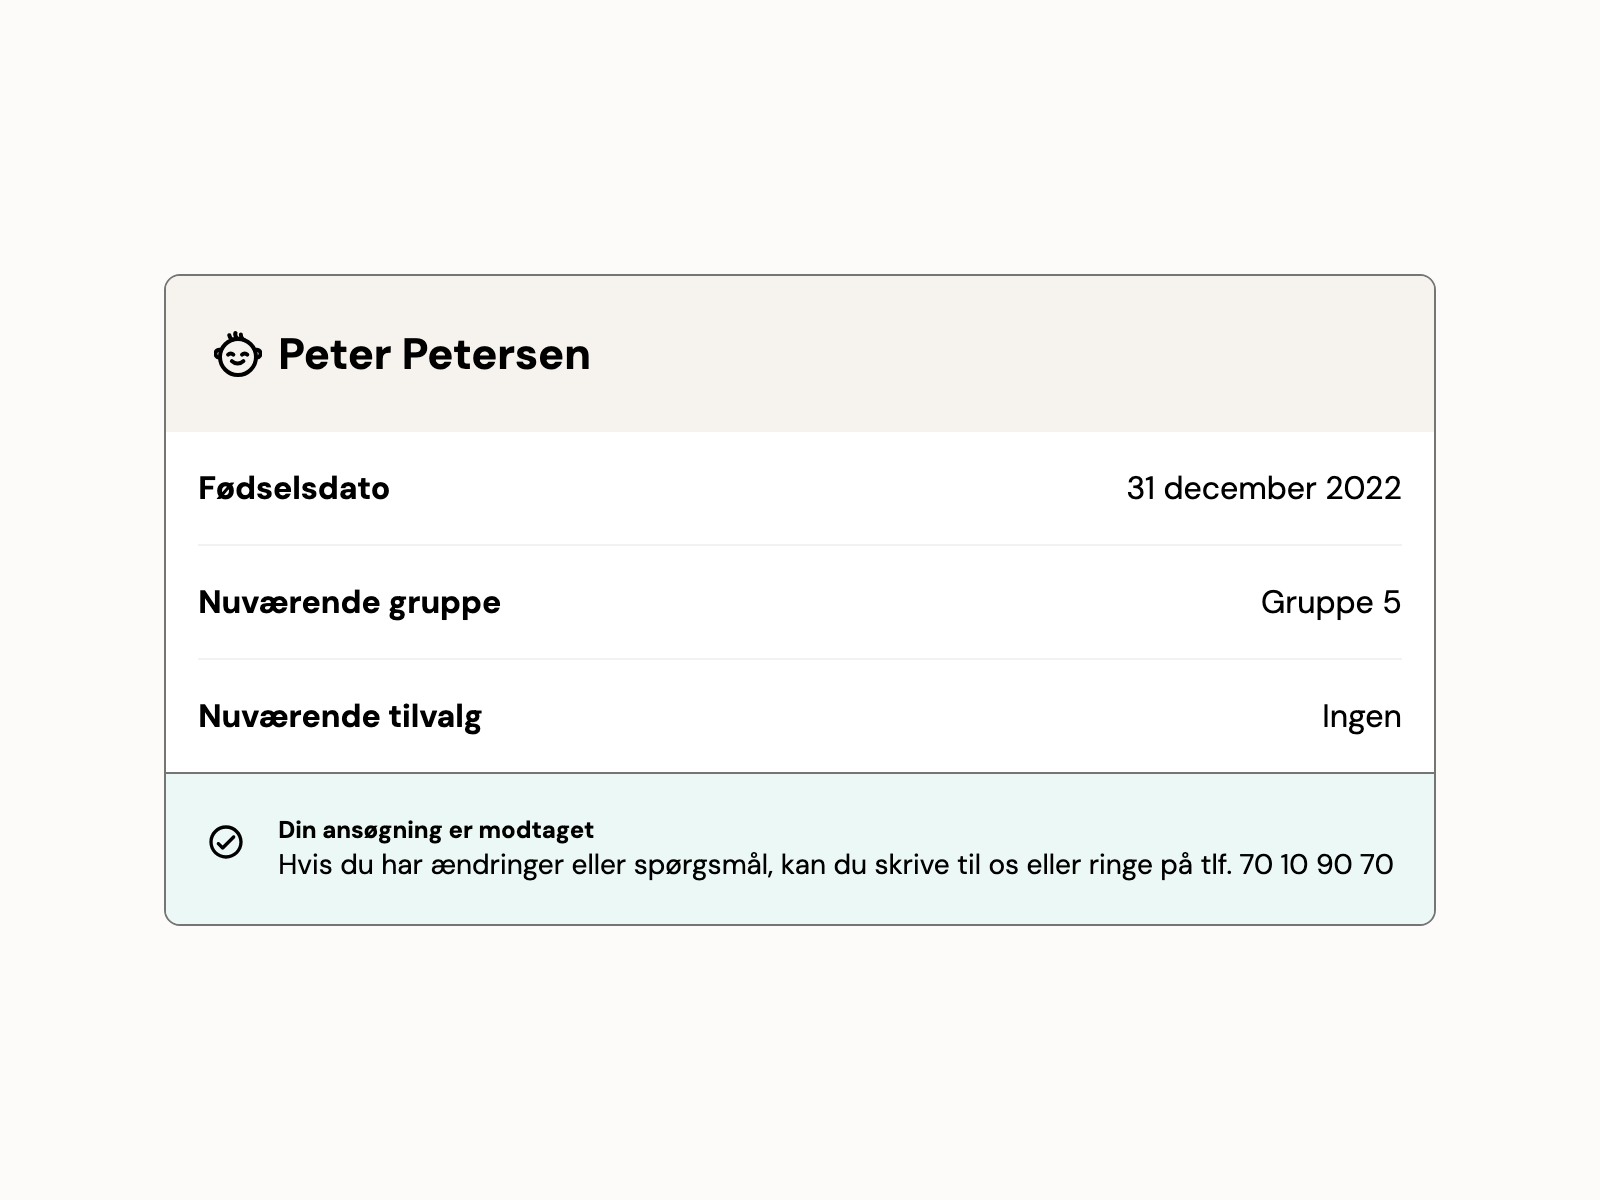 Peter Petersen
Fødselsdato
31 december 2022
Nuværende gruppe
Gruppe 5
Nuværende tilvalg
Ingen
Din ansøgning er modtaget
Hvis du har ændringer eller spørgsmål, kan du skrive til os eller ringe på tlf. 70 10 90 70